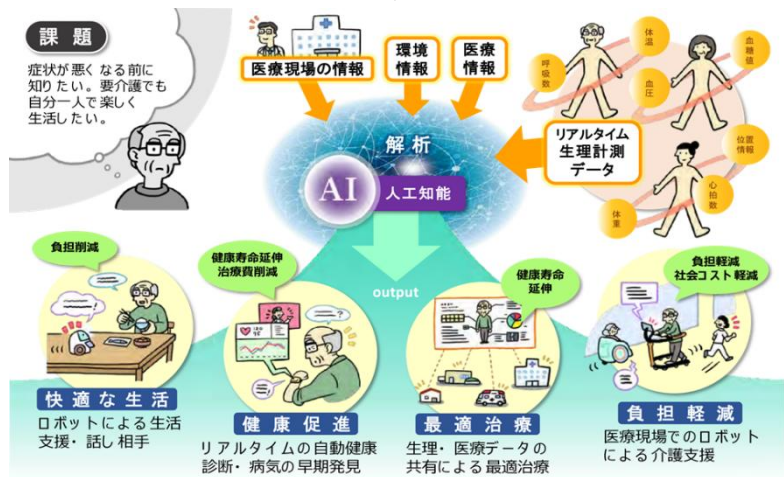 課題
症状が悪くなる前に
知りたい。要介護でも
自分一人で楽しく
生活したい。
医療現場の情報
環境
情報
医療
情報
体温
呼吸数
血圧
血糖値
リアルタイム
生理計測
データ
位置情報
心拍数
体重
解析
AI
人工知能
output
負担削減
快適な生活
ロボットによる生活
支援・話し相手
健康寿命延伸
治療費削減
健康促進
リアルタイムの自動健康
診断・病気の早期発見
健康寿命
延伸
最適治療
生理・医療データの
共有による最適治療
負担軽減
社会コスト軽減
負担軽減
医療現場でのロボット
による介護支援